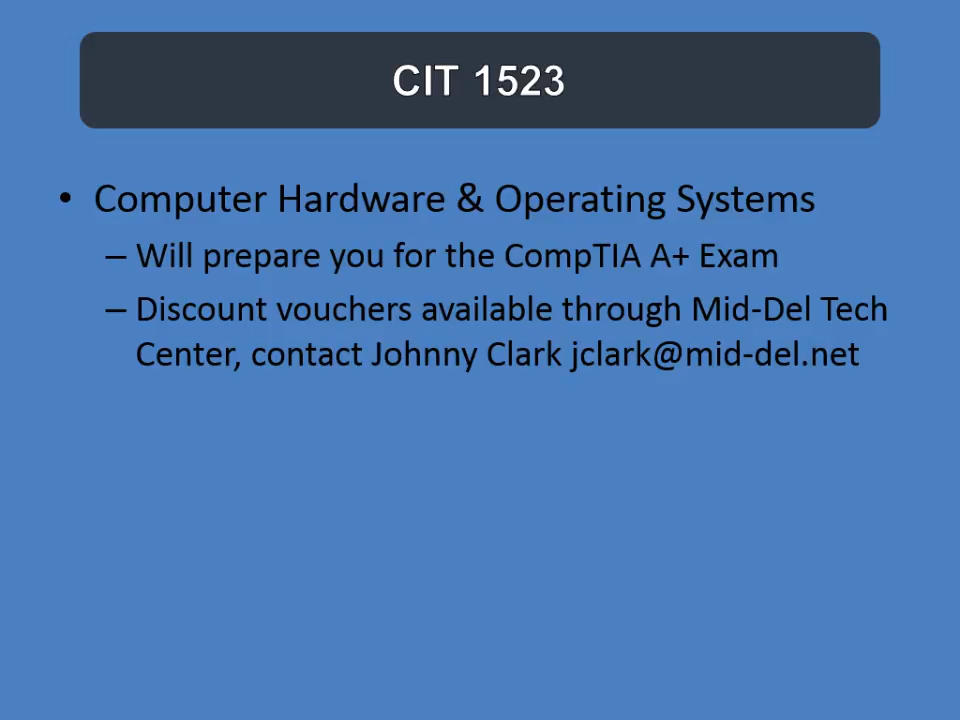 CIT 1523
• Computer Hardware & Operating Systems
– Will prepare you for the CompTIA A+ Exam
– Discount vouchers available through Mid-Del Tech
Center, contact Johnny Clark jclark@mid-del.net